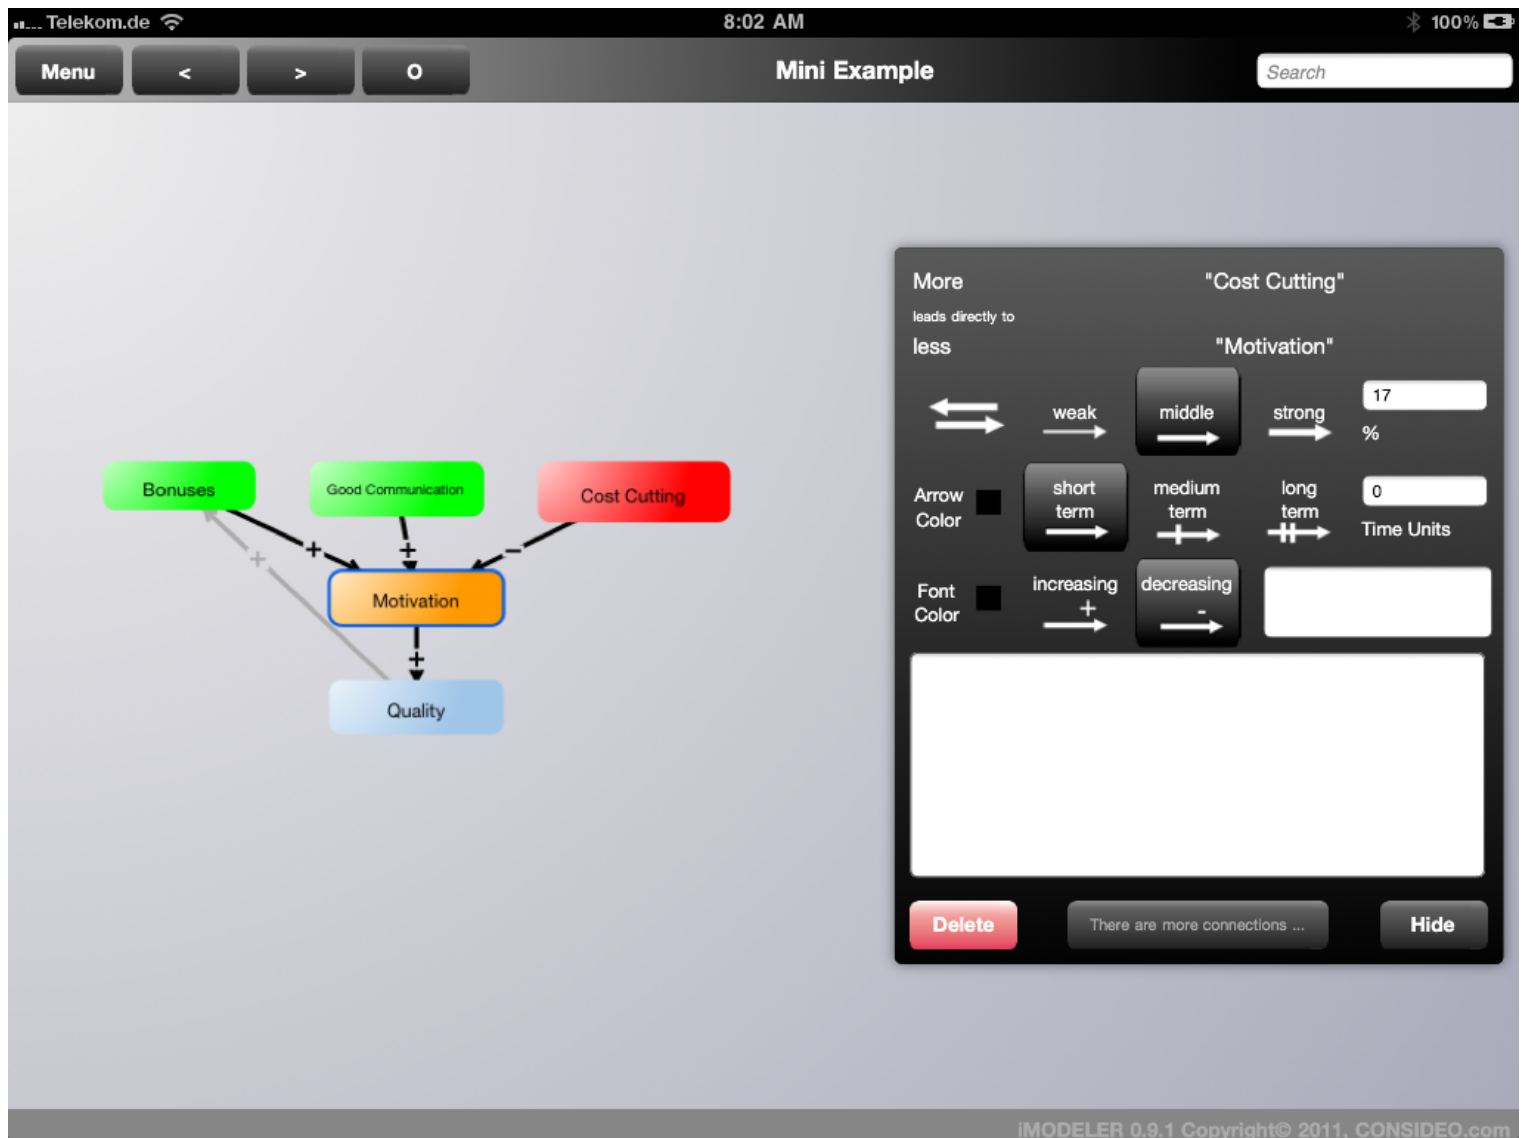 Telekom.de 8:02 AM 100%
Menu < > O Mini Example Search
More "Cost Cutting"
leads directly to
less "Motivation"
weak middle strong 17
%
Arrow
Color
short
term
medium
term
long
term
0
Time Units
Font
Color
increasing
+
decreasing
-
Bonuses
Good Communication
Cost Cutting
+
+
+
−
Motivation
+
Quality
Delete There are more connections ... Hide
iMODELER 0.9.1 Copyright© 2011, CONSIDEO.com